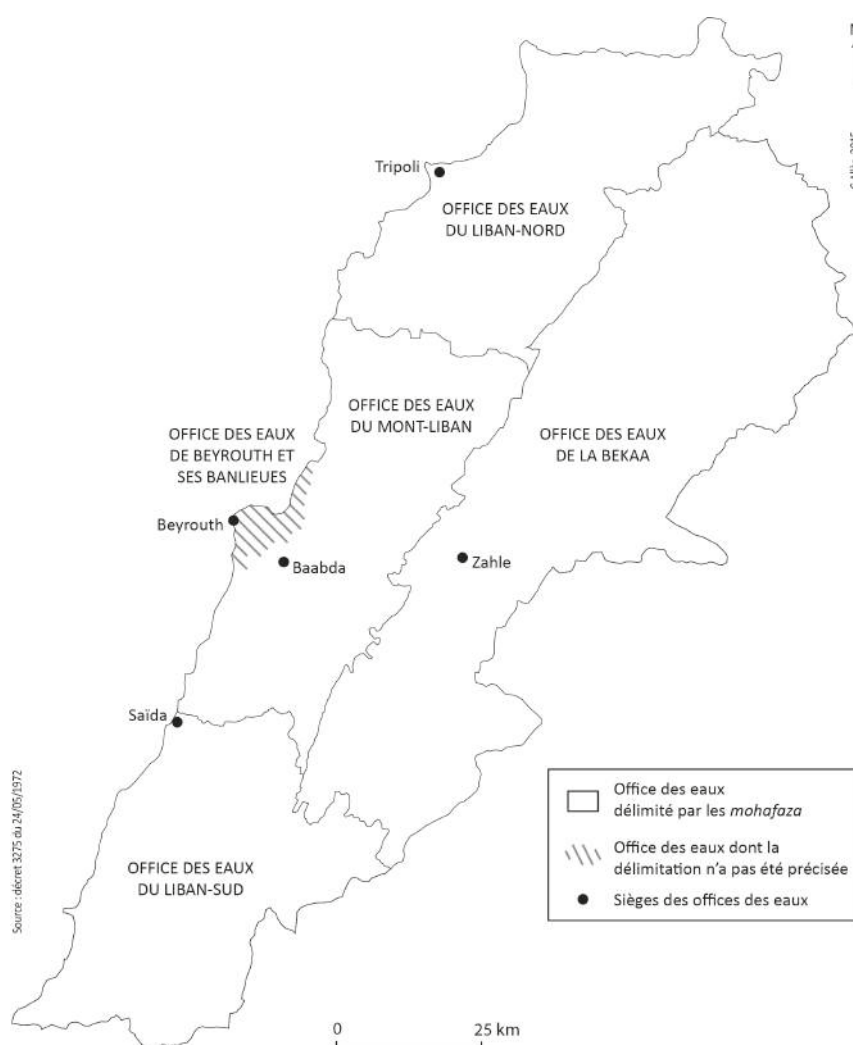 N
Tripoli
OFFICE DES EAUX
DU LIBAN-NORD
OFFICE DES EAUX
DU MONT-LIBAN
OFFICE DES EAUX
DE BEYROUTH ET
SES BANLIEUES
OFFICE DES EAUX
DE LA BEKAA
Beyrouth
Baabda
Zahle
Saïda
OFFICE DES EAUX
DU LIBAN-SUD
Office des eaux
délimité par les mohafaza
Office des eaux dont la
délimitation n'a pas été précisée
Sièges des offices des eaux
0 25 km
Source : décret 3275 du 24/05/1972